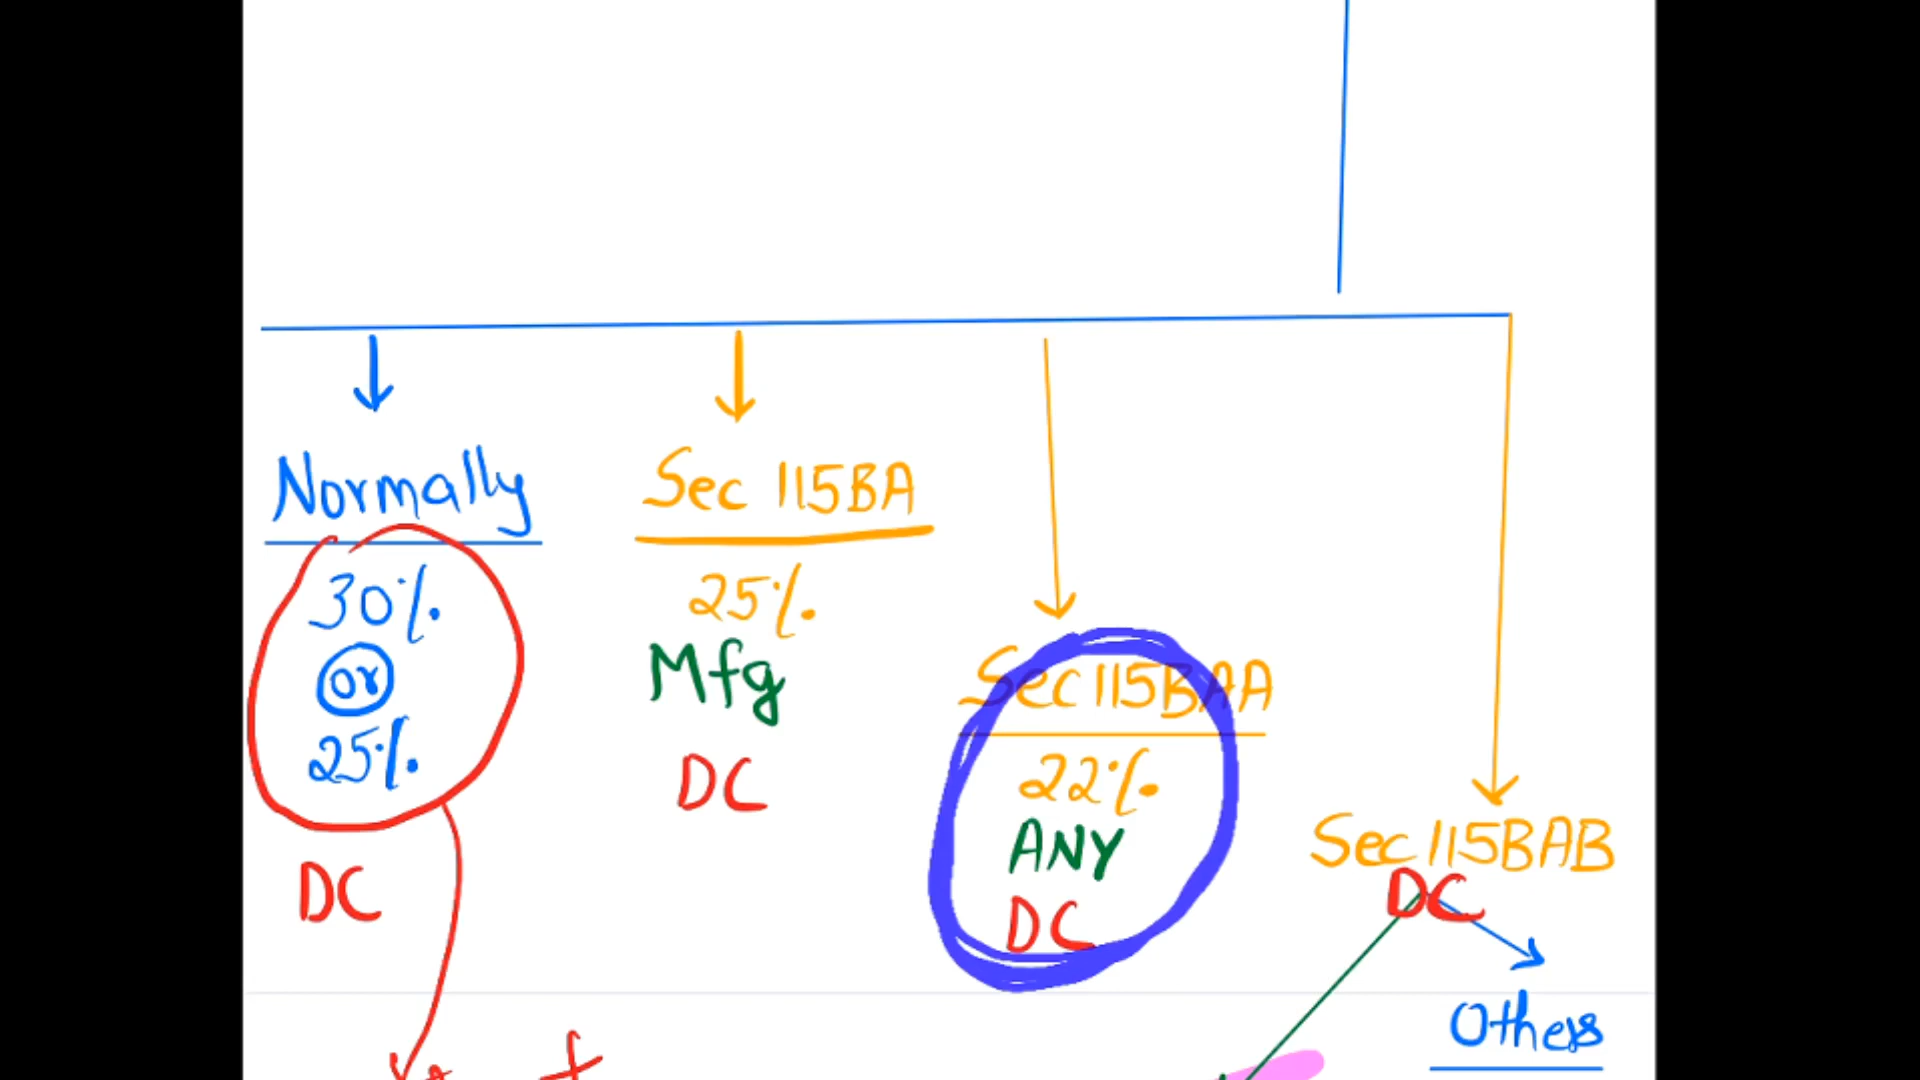 Normally
30%
or
25%
DC
Sec 115BA
25%
Mfg
DC
Sec 115BAA
22%
ANY
DC
Sec 115BAB
DC
Others